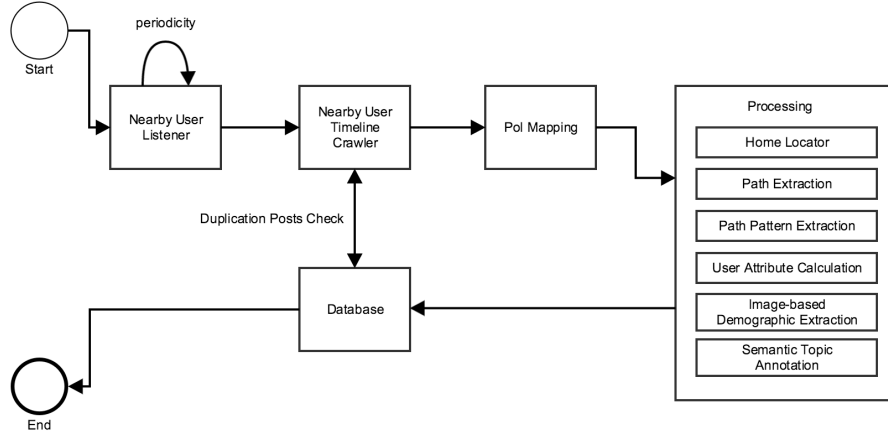 periodicity
Start
Nearby User
Listener
Nearby User
Timeline
Crawler
PoI Mapping
Processing
Home Locator
Path Extraction
Path Pattern Extraction
User Attribute Calculation
Image-based
Demographic Extraction
Semantic Topic
Annotation
Duplication Posts Check
Database
End